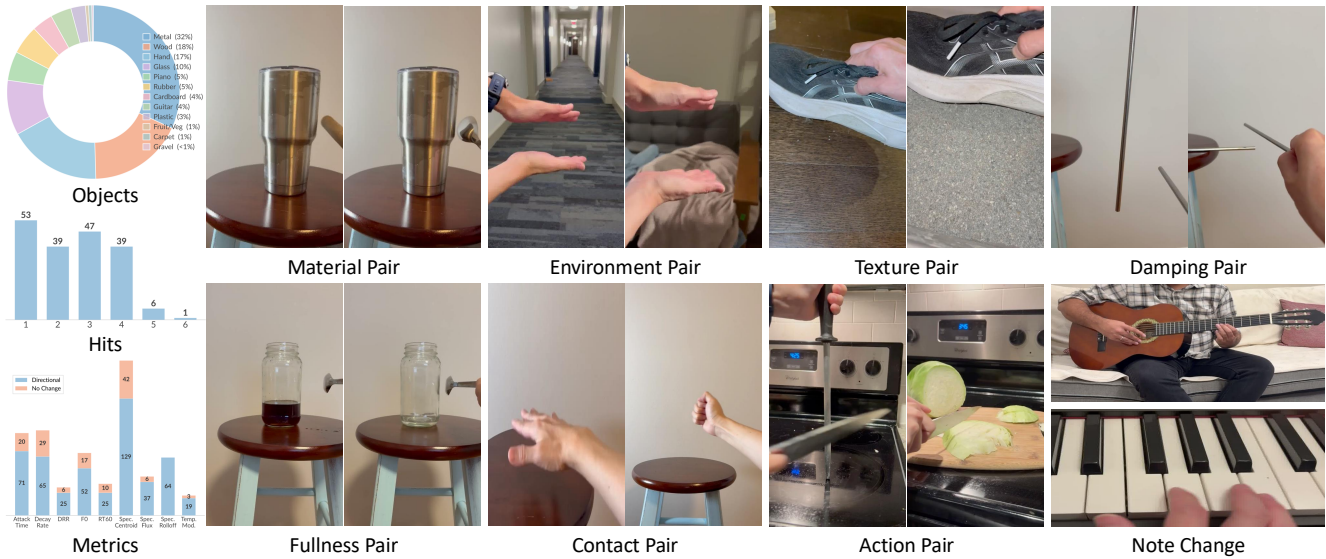 Metal (32%)
Wood (18%)
Hand (17%)
Glass (10%)
Piano (5%)
Rubber (5%)
Cardboard (4%)
Guitar (4%)
Plastic (3%)
Fruit/Veg (1%)
Carpet (1%)
Gravel (<1%)
Objects
53
39
47
39
6
1
1 2 3 4 5 6
Hits
Directional
No Change
42
129
20
71
29
65
6
25
17
52
10
25
6
37
64
3
19
Attack Time
Decay Rate
DRR
F0
RT60
Spec. Centroid
Spec. Flux
Spec. Rolloff
Temp. Mod.
Metrics
Material Pair
Environment Pair
Texture Pair
Damping Pair
Fullness Pair
Contact Pair
Action Pair
Note Change